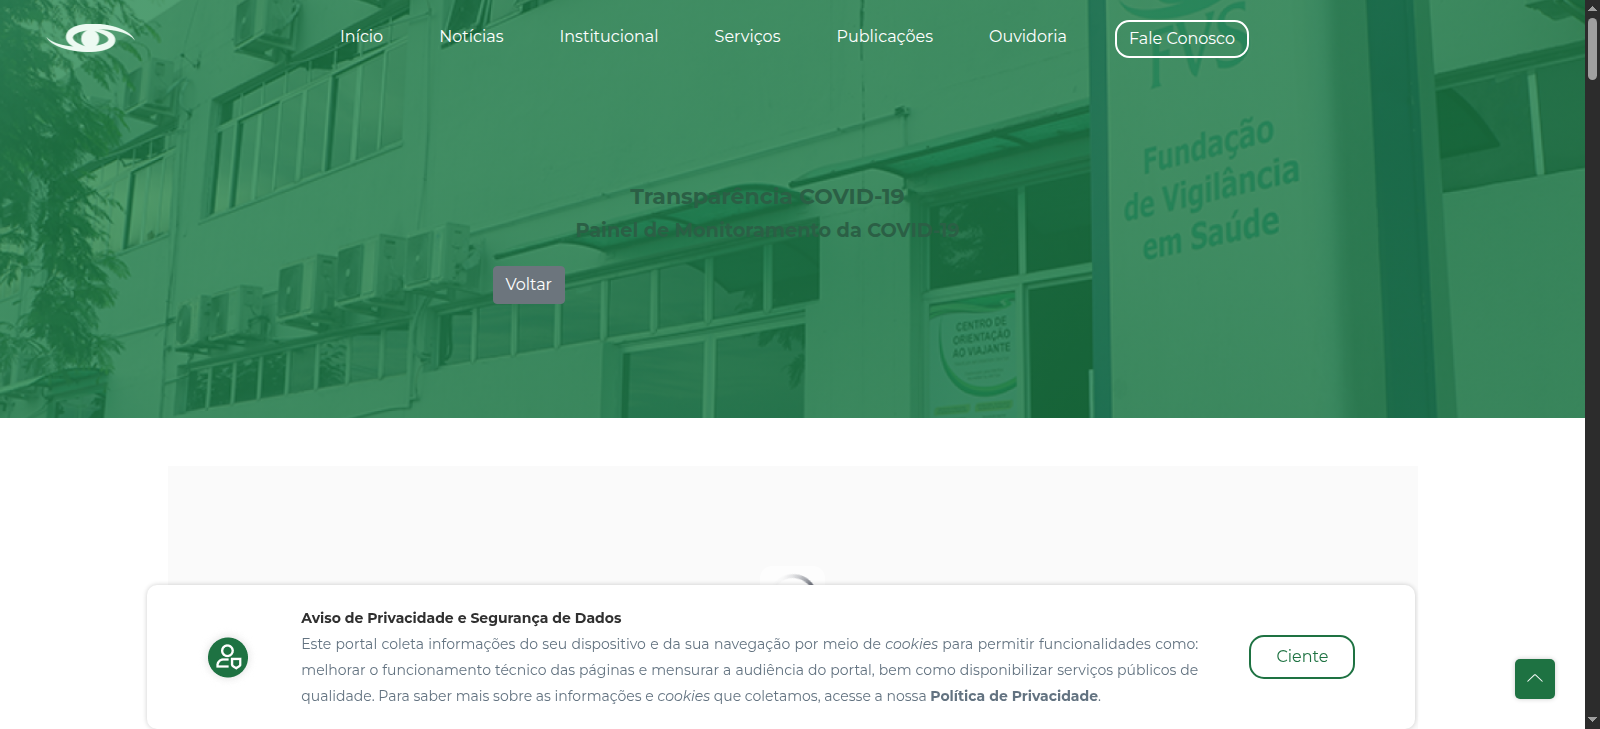 Início Notícias Institucional Serviços Publicações Ouvidoria Fale Conosco
FVS
Fundação
de Vigilância
em Saúde
Transparência COVID-19
Painel de Monitoramento da COVID-19
Voltar
CENTRO DE
ORIENTAÇÃO
AO VIAJANTE
Aviso de Privacidade e Segurança de Dados
Este portal coleta informações do seu dispositivo e da sua navegação por meio de cookies para permitir funcionalidades como:
melhorar o funcionamento técnico das páginas e mensurar a audiência do portal, bem como disponibilizar serviços públicos de
qualidade. Para saber mais sobre as informações e cookies que coletamos, acesse a nossa Política de Privacidade.
Ciente